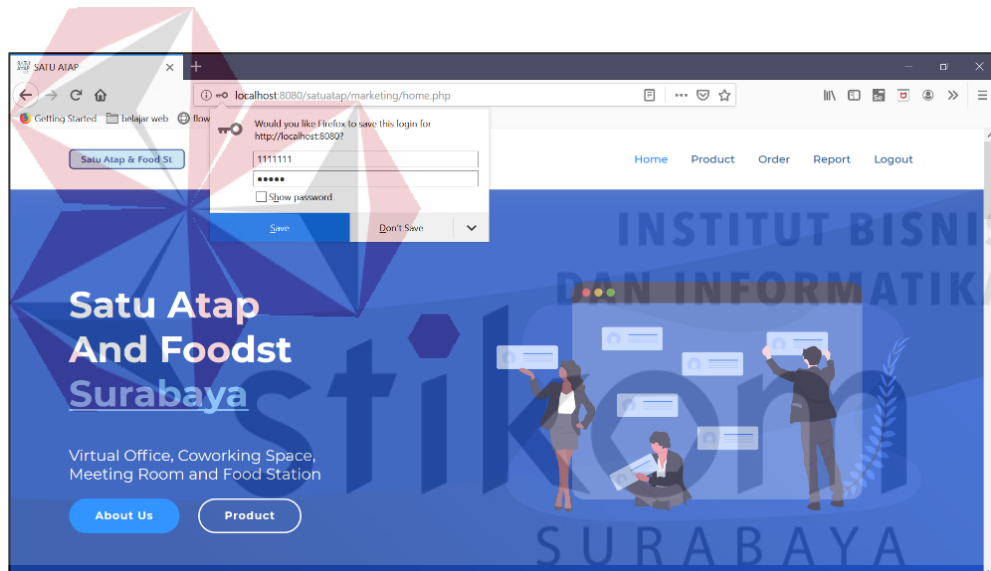 SATU ATAP
localhost:8080/satuatap/marketing/home.php
Getting Started belajar web flow
Would you like Firefox to save this login for
http://localhost:8080?
1111111
•••••
Show password
Save Don't Save
Satu Atap & Food St
Home Product Order Report Logout
INSTITUT BISNIS
DAN INFORMATIKA
Satu Atap
And Foodst
Surabaya
stikom
Virtual Office, Coworking Space,
Meeting Room and Food Station
About Us Product
SURABAYA